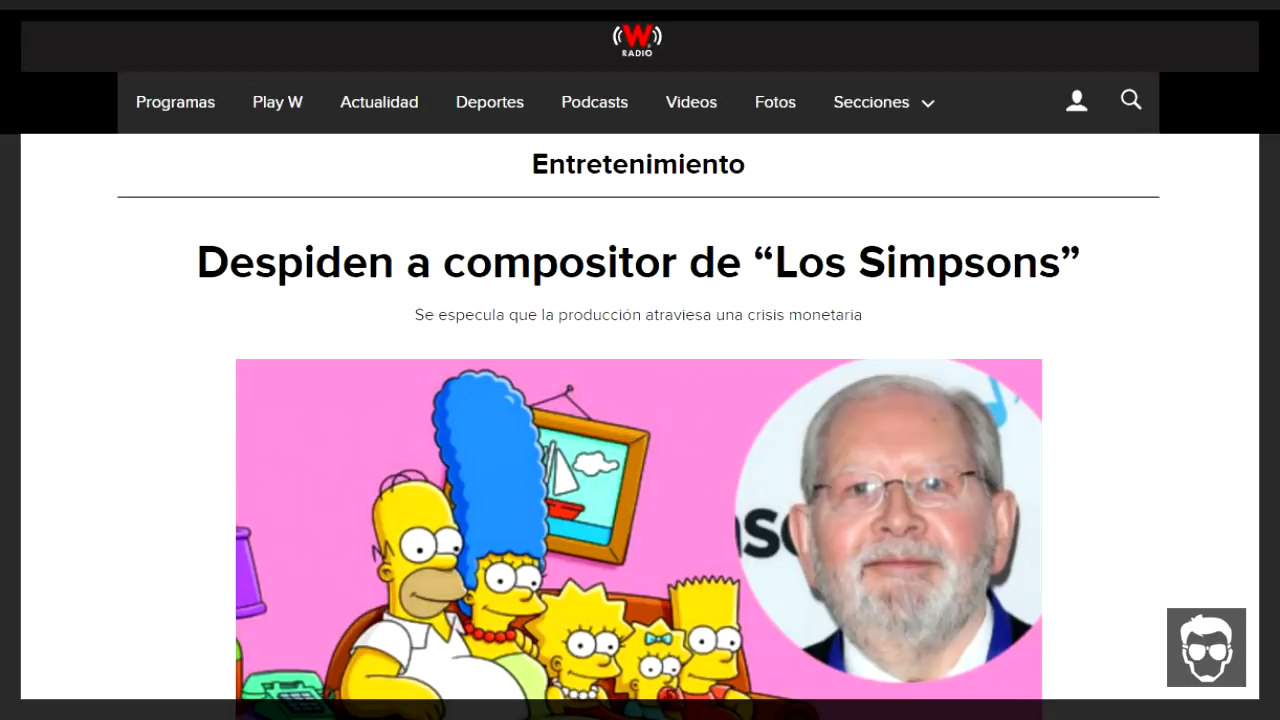 W
RADIO
Programas Play W Actualidad Deportes Podcasts Videos Fotos Secciones
Entretenimiento
Despiden a compositor de “Los Simpsons”
Se especula que la producción atraviesa una crisis monetaria